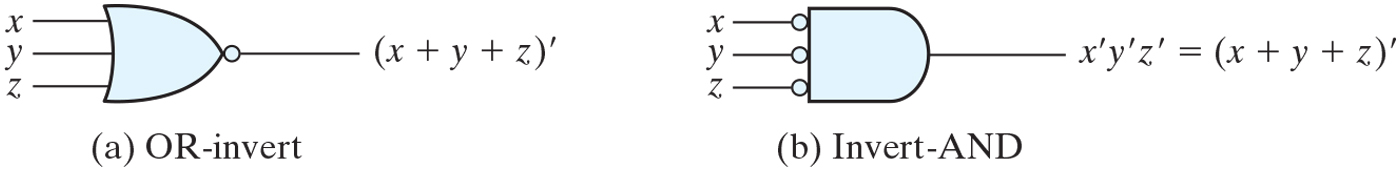 x
y
z
(x + y + z)′
(a) OR-invert
x
y
z
x′y′z′ = (x + y + z)′
(b) Invert-AND